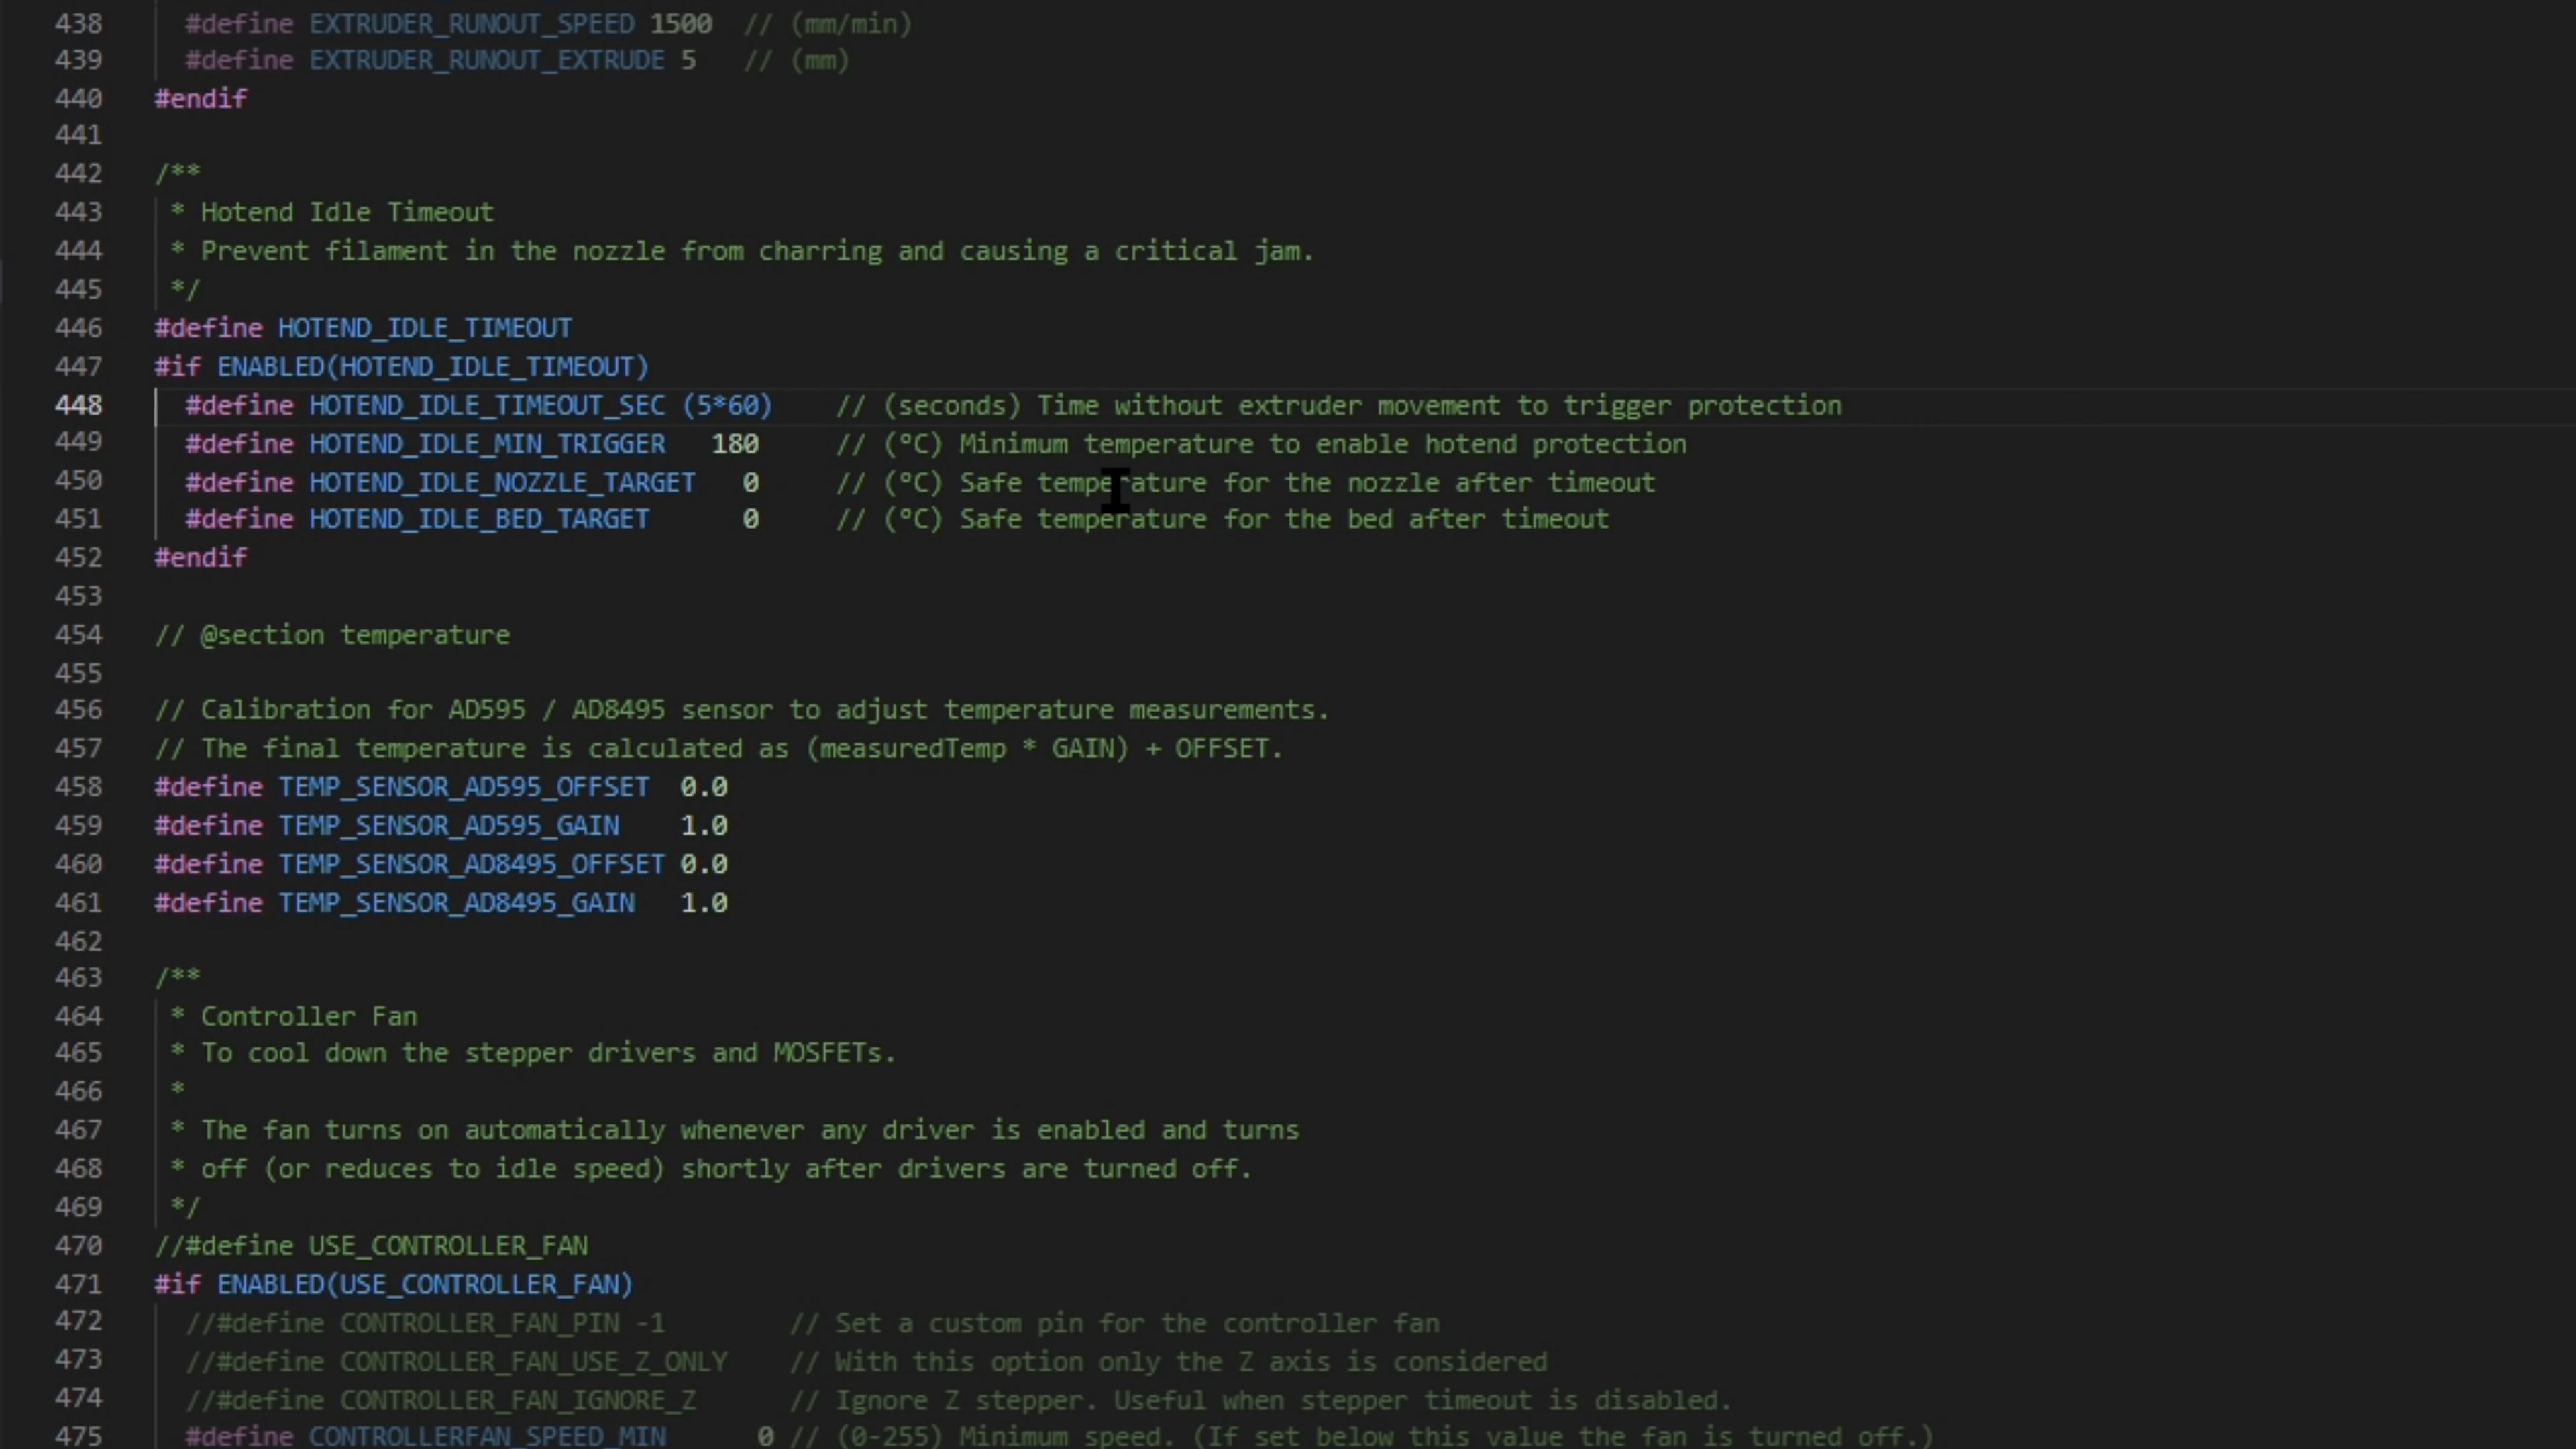 438 #define EXTRUDER_RUNOUT_SPEED 1500 // (mm/min)
439 #define EXTRUDER_RUNOUT_EXTRUDE 5 // (mm)
440 #endif
441
442 /**
443 * Hotend Idle Timeout
444 * Prevent filament in the nozzle from charring and causing a critical jam.
445 */
446 #define HOTEND_IDLE_TIMEOUT
447 #if ENABLED(HOTEND_IDLE_TIMEOUT)
448 #define HOTEND_IDLE_TIMEOUT_SEC (5*60) // (seconds) Time without extruder movement to trigger protection
449 #define HOTEND_IDLE_MIN_TRIGGER 180 // (°C) Minimum temperature to enable hotend protection
450 #define HOTEND_IDLE_NOZZLE_TARGET 0 // (°C) Safe temperature for the nozzle after timeout
451 #define HOTEND_IDLE_BED_TARGET 0 // (°C) Safe temperature for the bed after timeout
452 #endif
453
454 // @section temperature
455
456 // Calibration for AD595 / AD8495 sensor to adjust temperature measurements.
457 // The final temperature is calculated as (measuredTemp * GAIN) + OFFSET.
458 #define TEMP_SENSOR_AD595_OFFSET 0.0
459 #define TEMP_SENSOR_AD595_GAIN 1.0
460 #define TEMP_SENSOR_AD8495_OFFSET 0.0
461 #define TEMP_SENSOR_AD8495_GAIN 1.0
462
463 /**
464 * Controller Fan
465 * To cool down the stepper drivers and MOSFETs.
466 *
467 * The fan turns on automatically whenever any driver is enabled and turns
468 * off (or reduces to idle speed) shortly after drivers are turned off.
469 */
470 //#define USE_CONTROLLER_FAN
471 #if ENABLED(USE_CONTROLLER_FAN)
472 //#define CONTROLLER_FAN_PIN -1 // Set a custom pin for the controller fan
473 //#define CONTROLLER_FAN_USE_Z_ONLY // With this option only the Z axis is considered
474 //#define CONTROLLER_FAN_IGNORE_Z // Ignore Z stepper. Useful when stepper timeout is disabled.
475 #define CONTROLLERFAN_SPEED_MIN 0 // (0-255) Minimum speed. (If set below this value the fan is turned off.)